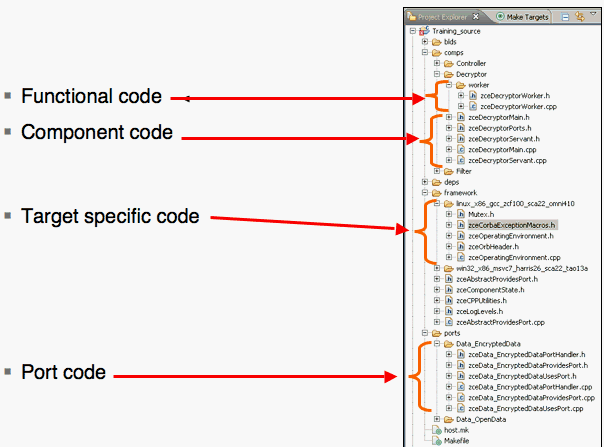 Project Explorer
Make Targets
Training_source
blds
comps
Controller
Decryptor
worker
zceDecryptorWorker.h
zceDecryptorWorker.cpp
zceDecryptorMain.h
zceDecryptorPorts.h
zceDecryptorServant.h
zceDecryptorMain.cpp
zceDecryptorServant.cpp
Filter
deps
framework
linux_x86_gcc_zcf100_sca22_omni410
Mutex.h
zceCorbaExceptionMacros.h
zceOperatingEnvironment.h
zceOrbHeader.h
zceOperatingEnvironment.cpp
win32_x86_msvc7_harris26_sca22_tao13a
zceAbstractProvidesPort.h
zceComponentState.h
zceCPPUtilities.h
zceLogLevels.h
zceAbstractProvidesPort.cpp
ports
Data_EncryptedData
zceData_EncryptedDataPortHandler.h
zceData_EncryptedDataProvidesPort.h
zceData_EncryptedDataUsesPort.h
zceData_EncryptedDataPortHandler.cpp
zceData_EncryptedDataProvidesPort.cpp
zceData_EncryptedDataUsesPort.cpp
Data_OpenData
host.mk
Makefile
Functional code
Component code
Target specific code
Port code